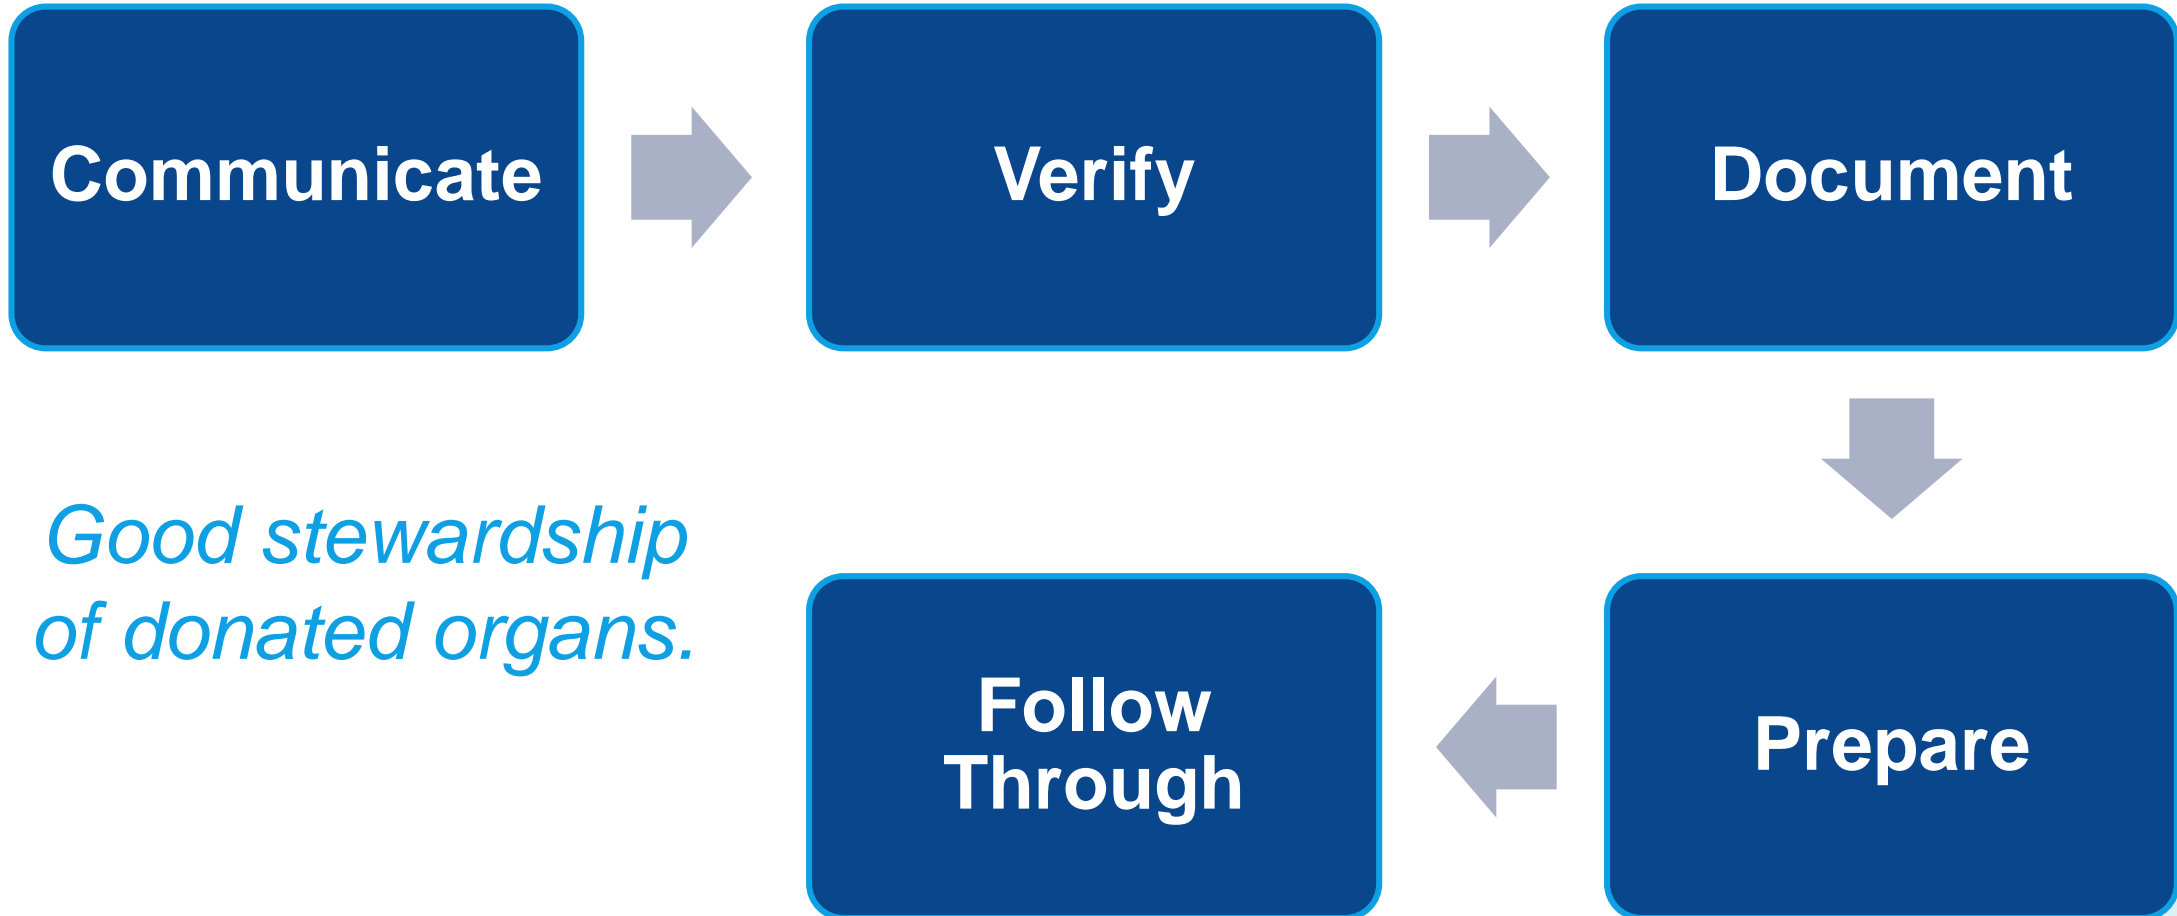 Communicate
Verify
Document
Good stewardship
of donated organs.
Follow
Through
Prepare